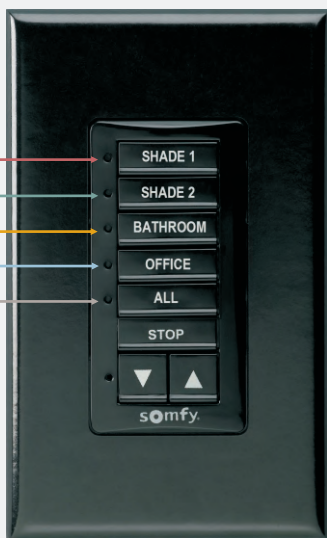 SHADE 1
SHADE 2
BATHROOM
OFFICE
ALL
STOP
somfy.